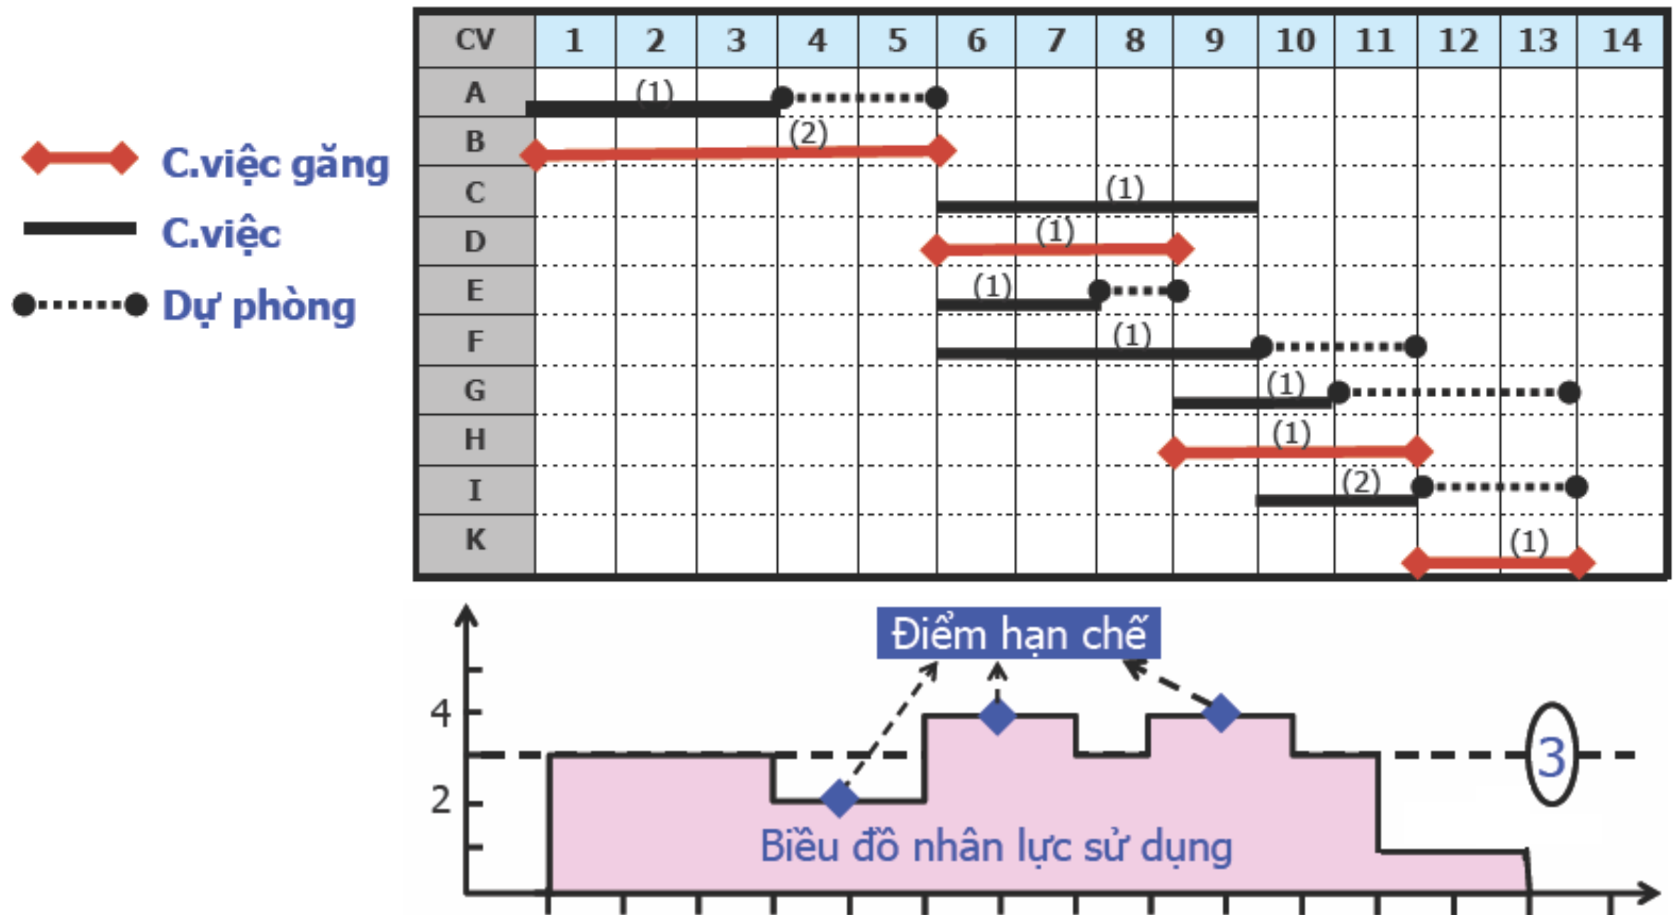 CV 1 2 3 4 5 6 7 8 9 10 11 12 13 14
A (1)
B (2)
C (1)
D (1)
E (1)
F (1)
G (1)
H (1)
I (2)
K (1)
C.việc găng
C.việc
Dự phòng
Điểm hạn chế
4
3
2
Biều đồ nhân lực sử dụng